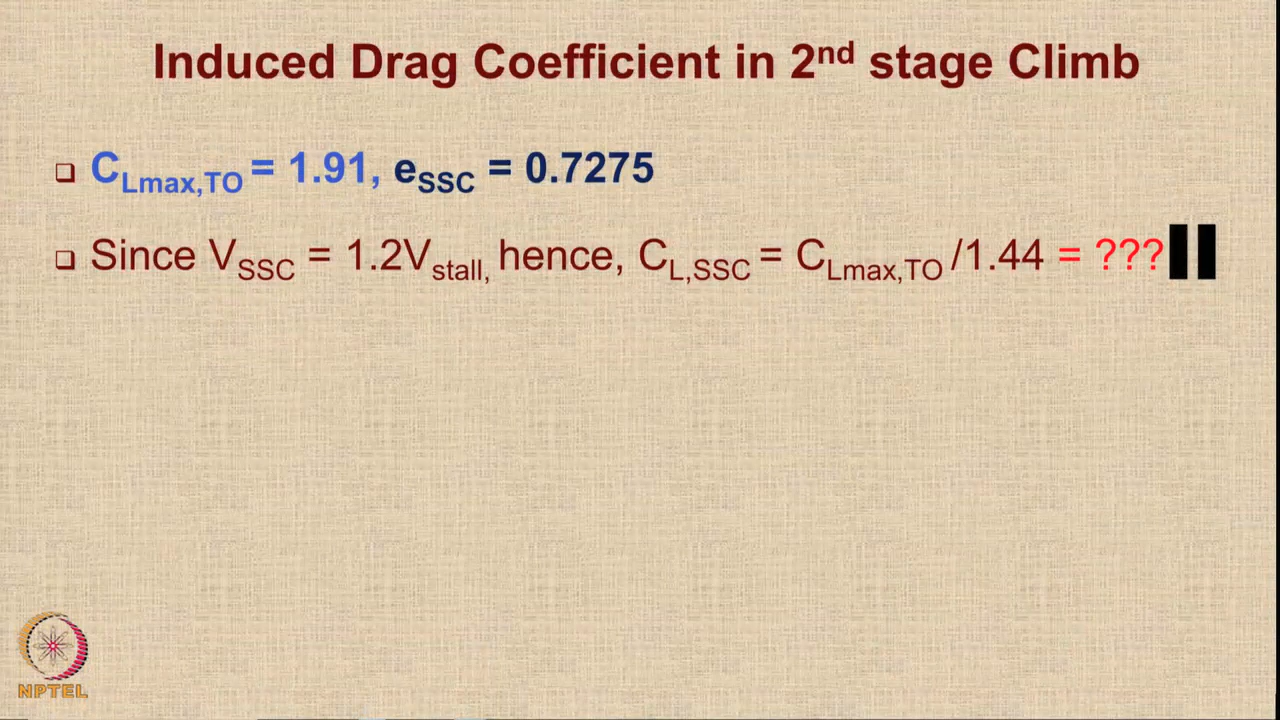 Induced Drag Coefficient in 2nd stage Climb
❑ CLmax,TO = 1.91, eSSC = 0.7275
❑ Since VSSC = 1.2Vstall, hence, CL,SSC = CLmax,TO /1.44 = ???
NPTEL